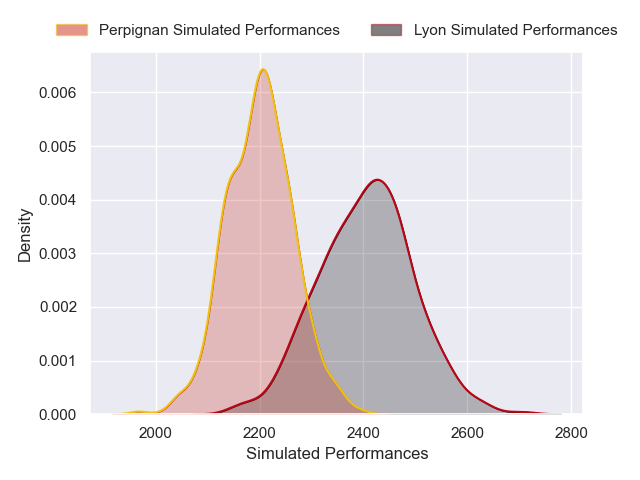 Perpignan Simulated Performances
Lyon Simulated Performances
0.006
0.005
0.004
0.003
0.002
0.001
0.000
Density
2000 2200 2400 2600 2800
Simulated Performances